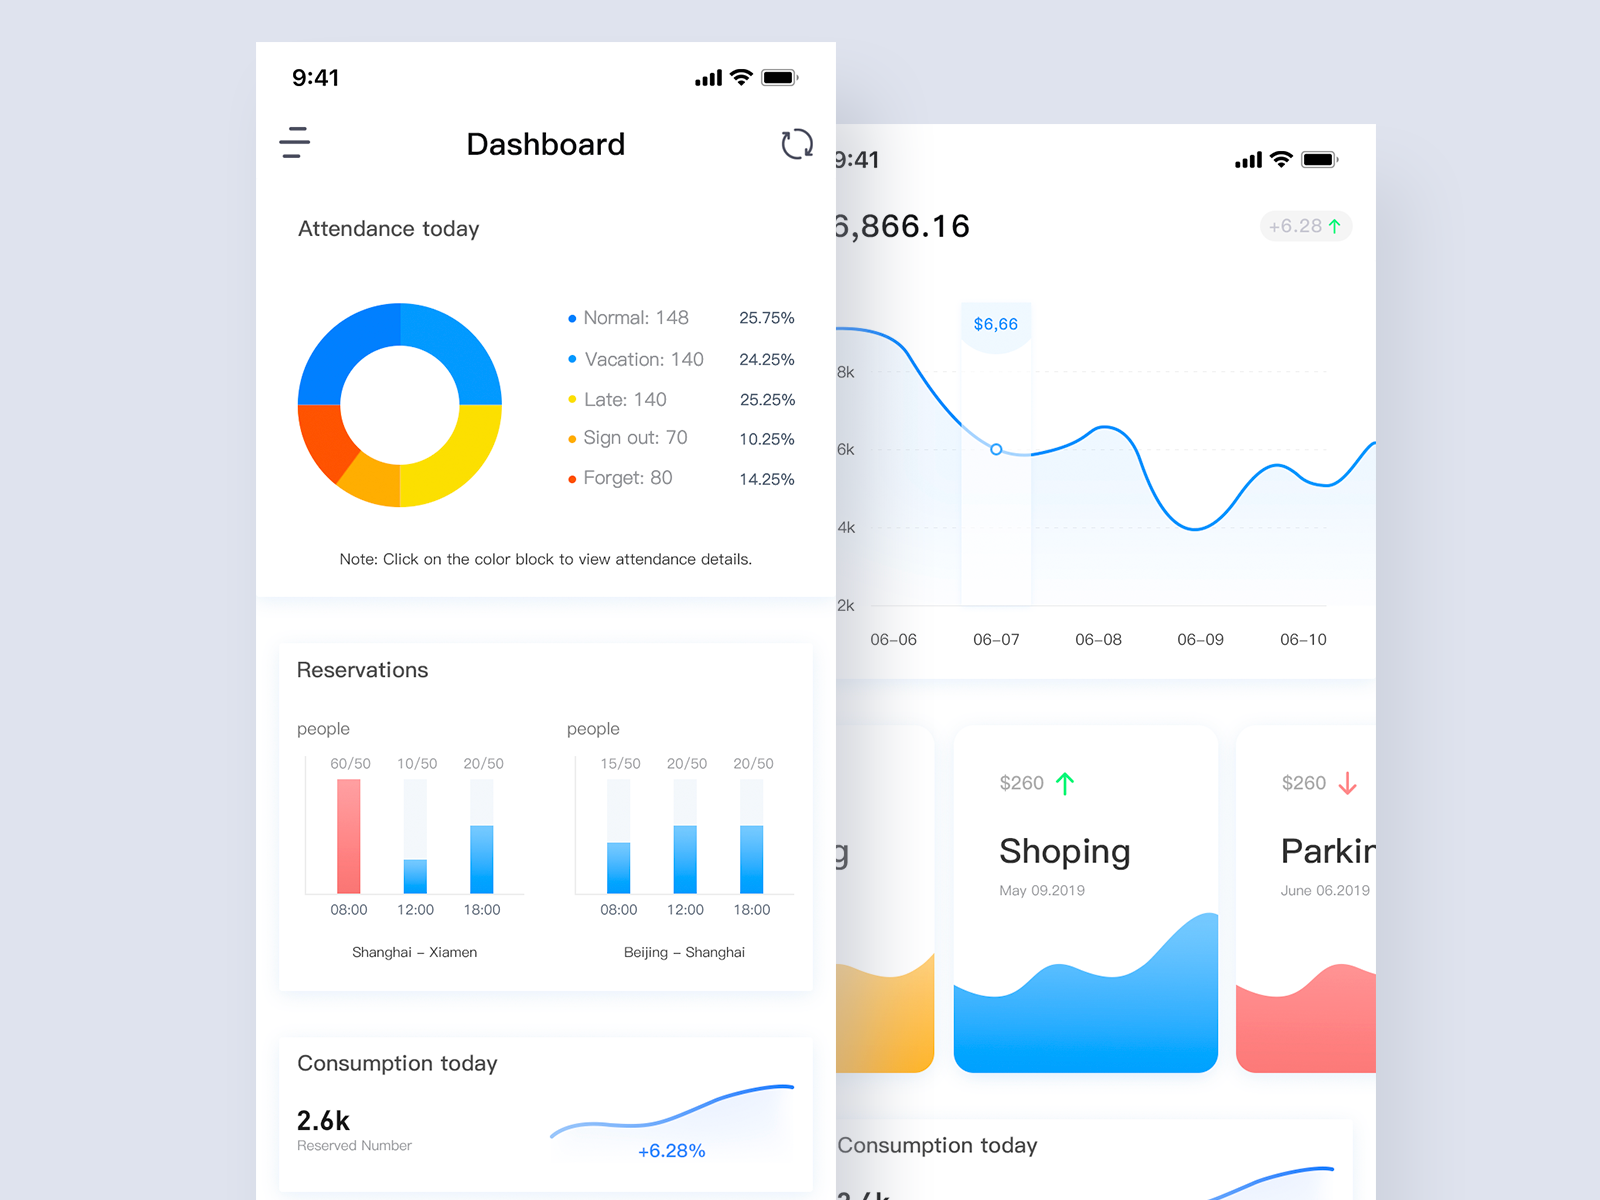 9:41
Dashboard
Attendance today
Normal: 148 25.75%
Vacation: 140 24.25%
Late: 140 25.25%
Sign out: 70 10.25%
Forget: 80 14.25%
Note: Click on the color block to view attendance details.
Reservations
people
60/50 10/50 20/50
08:00 12:00 18:00
Shanghai – Xiamen
people
15/50 20/50 20/50
08:00 12:00 18:00
Beijing – Shanghai
Consumption today
2.6k
Reserved Number
+6.28%
9:41
6,866.16
+6.28
$6,66
8k
6k
4k
2k
06–06 06–07 06–08 06–09 06–10
g
$260
Shoping
May 09.2019
$260
Parkin
June 06.2019
Consumption today